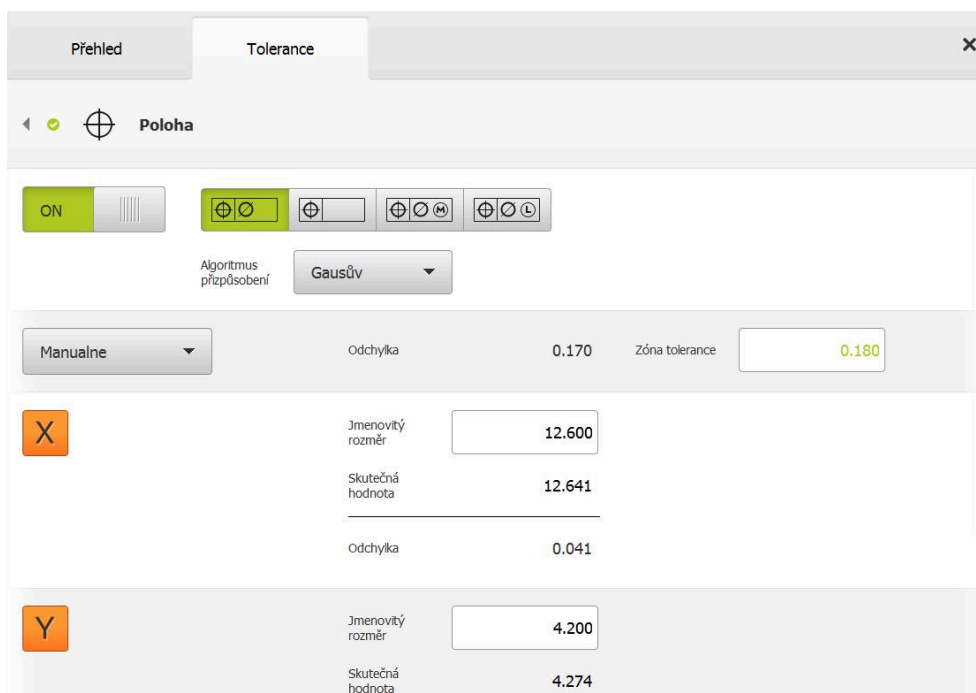 Přehled
Tolerance
Poloha
ON
⌖ Ø
⌖
⌖ Ø Ⓜ
⌖ Ø Ⓛ
Algoritmus
přizpůsobení
Gausův
Manualne
Odchylka 0.170 Zóna tolerance 0.180
X
Jmenovitý
rozměr
12.600
Skutečná
hodnota
12.641
Odchylka 0.041
Y
Jmenovitý
rozměr
4.200
Skutečná
hodnota
4.274